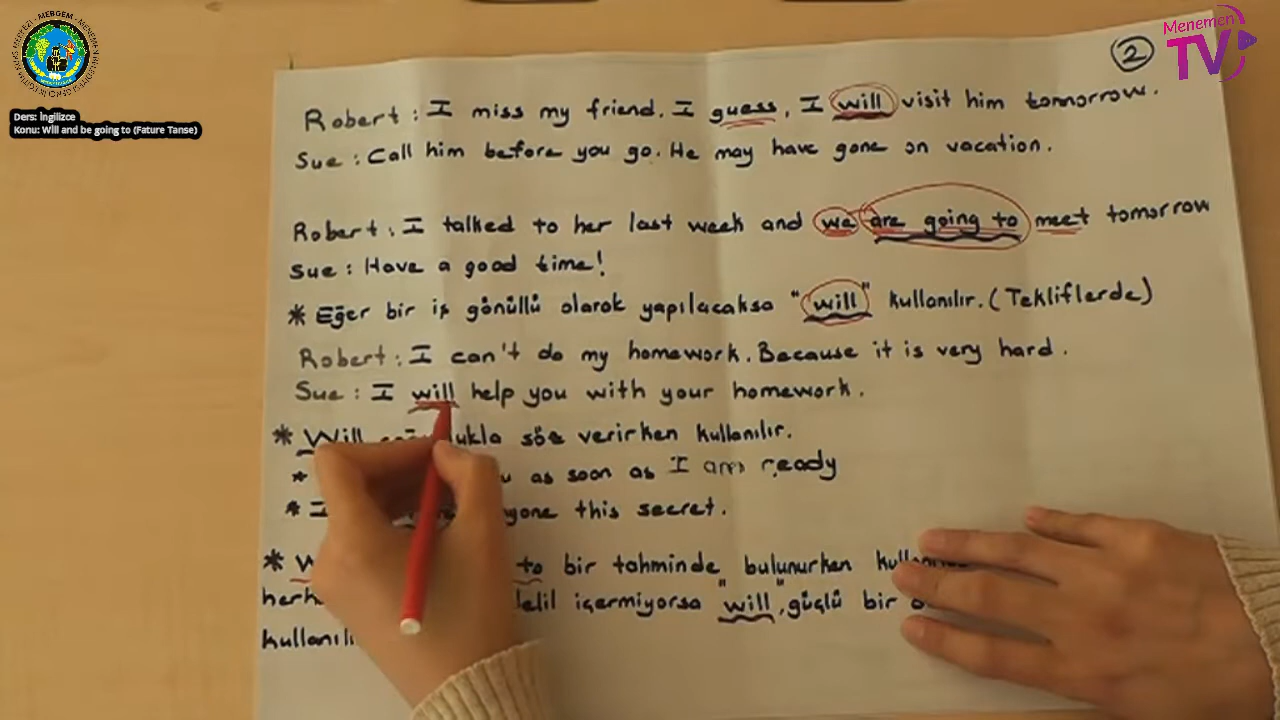 MEBGEM - MENEMEN
Menemen
TV
Ders: İngilizce
Konu: Will and be going to (Fature Tanse)
2
Robert: I miss my friend. I guess, I will visit him tomorrow.
Sue: Call him before you go. He may have gone on vacation.
Robert: I talked to her last week and we are going to meet tomorrow
Sue: Have a good time!
* Eğer bir iş gönüllü olarak yapılacaksa "will" kullanılır. (Tekliflerde)
Robert: I can't do my homework. Because it is very hard.
Sue: I will help you with your homework.
* Will söz verirken kullanılır.
* as soon as I am ready
* I this secret.
* to bir tahminde bulunurken
içermiyorsa "will", güçlü bir